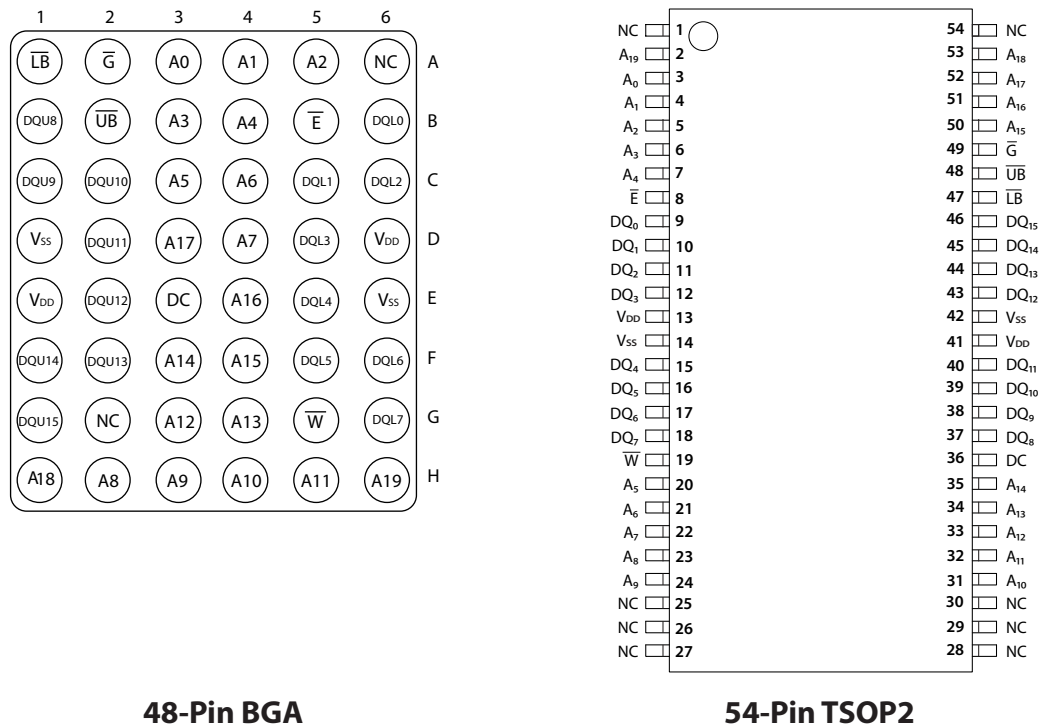 1 2 3 4 5 6
L̅B̅ G̅ A0 A1 A2 NC A
DQU8 U̅B̅ A3 A4 E̅ DQL0 B
DQU9 DQU10 A5 A6 DQL1 DQL2 C
VSS DQU11 A17 A7 DQL3 VDD D
VDD DQU12 DC A16 DQL4 VSS E
DQU14 DQU13 A14 A15 DQL5 DQL6 F
DQU15 NC A12 A13 W̅ DQL7 G
A18 A8 A9 A10 A11 A19 H
48-Pin BGA
NC 1 54 NC
A₁₉ 2 53 A₁₈
A₀ 3 52 A₁₇
A₁ 4 51 A₁₆
A₂ 5 50 A₁₅
A₃ 6 49 G̅
A₄ 7 48 U̅B̅
E̅ 8 47 L̅B̅
DQ₀ 9 46 DQ₁₅
DQ₁ 10 45 DQ₁₄
DQ₂ 11 44 DQ₁₃
DQ₃ 12 43 DQ₁₂
VDD 13 42 VSS
VSS 14 41 VDD
DQ₄ 15 40 DQ₁₁
DQ₅ 16 39 DQ₁₀
DQ₆ 17 38 DQ₉
DQ₇ 18 37 DQ₈
W̅ 19 36 DC
A₅ 20 35 A₁₄
A₆ 21 34 A₁₃
A₇ 22 33 A₁₂
A₈ 23 32 A₁₁
A₉ 24 31 A₁₀
NC 25 30 NC
NC 26 29 NC
NC 27 28 NC
54-Pin TSOP2